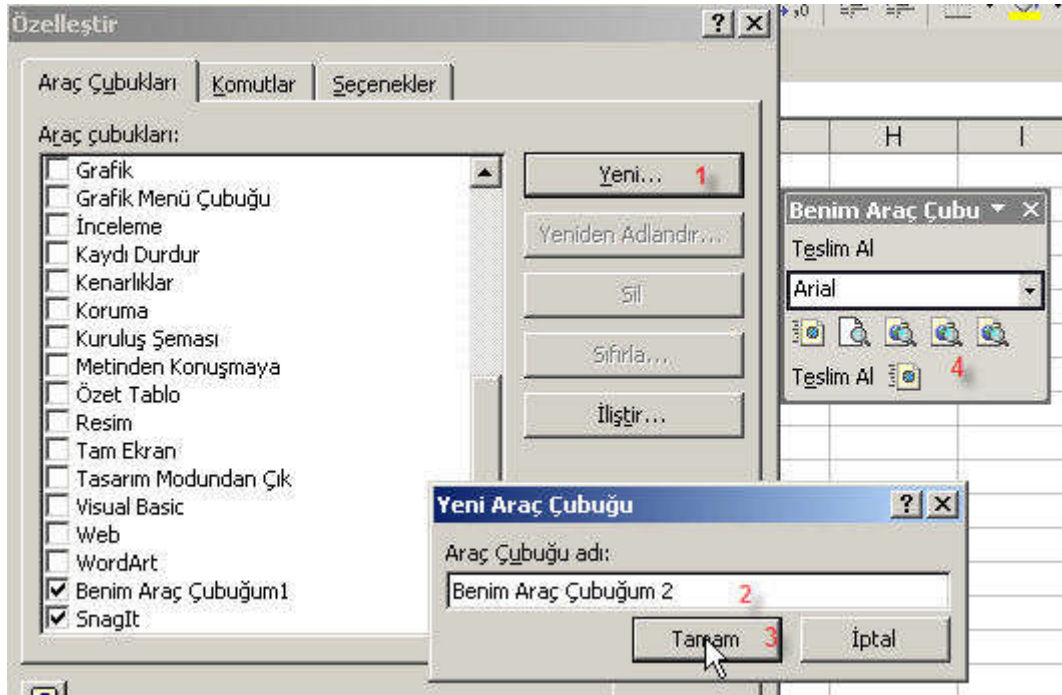 Özelleştir
,0
Araç Çubukları Komutlar Seçenekler
Araç çubukları:
Grafik
Grafik Menü Çubuğu
İnceleme
Kaydı Durdur
Kenarlıklar
Koruma
Kuruluş Şeması
Metinden Konuşmaya
Özet Tablo
Resim
Tam Ekran
Tasarım Modundan Çık
Visual Basic
Web
WordArt
Benim Araç Çubuğum1
SnagIt
Yeni... 1
Yeniden Adlandır...
Sil
Sıfırla...
İliştir...
H I
Benim Araç Çubu
Teslim Al
Arial
Teslim Al 4
Yeni Araç Çubuğu
Araç Çubuğu adı:
Benim Araç Çubuğum 2 2
Tamam 3 İptal